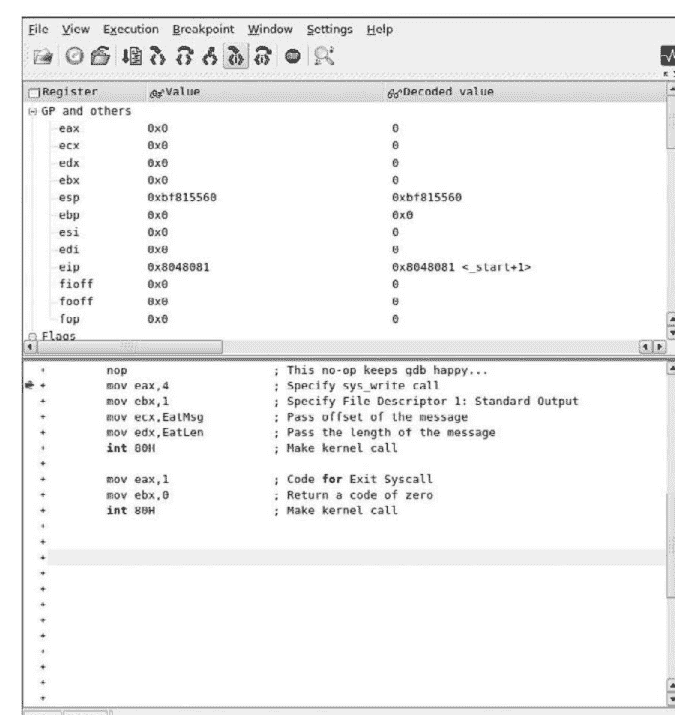 File View Execution Breakpoint Window Settings Help
Register Value Decoded value
GP and others
eax 0x0 0
ecx 0x0 0
edx 0x0 0
ebx 0x0 0
esp 0xbf815560 0xbf815560
ebp 0x0 0x0
esi 0x0 0
edi 0x0 0
eip 0x8048081 0x8048081 <_start+1>
fioff 0x0 0
fooff 0x0 0
fop 0x0 0
Flags
+ nop ; This no-op keeps gdb happy...
+ mov eax,4 ; Specify sys_write call
+ mov ebx,1 ; Specify File Descriptor 1: Standard Output
+ mov ecx,EatMsg ; Pass offset of the message
+ mov edx,EatLen ; Pass the length of the message
+ int 80H ; Make kernel call
+
+ mov eax,1 ; Code for Exit Syscall
+ mov ebx,0 ; Return a code of zero
+ int 80H ; Make kernel call
+
+
+
+
+
+
+
+
+
+
+
+